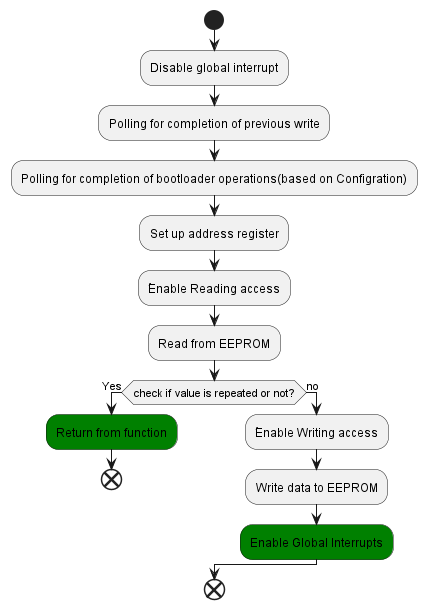 Disable global interrupt
Polling for completion of previous write
Polling for completion of bootloader operations(based on Configration)
Set up address register
Enable Reading access
Read from EEPROM
check if value is repeated or not?
Yes
no
Return from function
Enable Writing access
Write data to EEPROM
Enable Global Interrupts